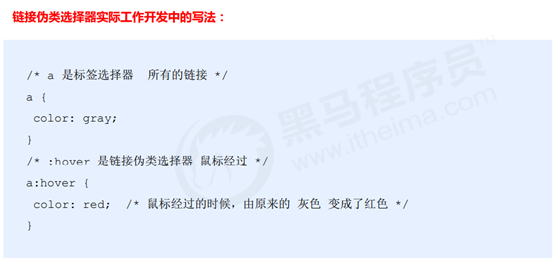 链接伪类选择器实际工作开发中的写法：
/* a 是标签选择器  所有的链接 */
a {
 color: gray;
}
/* :hover 是链接伪类选择器 鼠标经过 */
a:hover {
 color: red;  /* 鼠标经过的时候，由原来的 灰色 变成了红色 */
}
黑马程序员
www.itheima.com